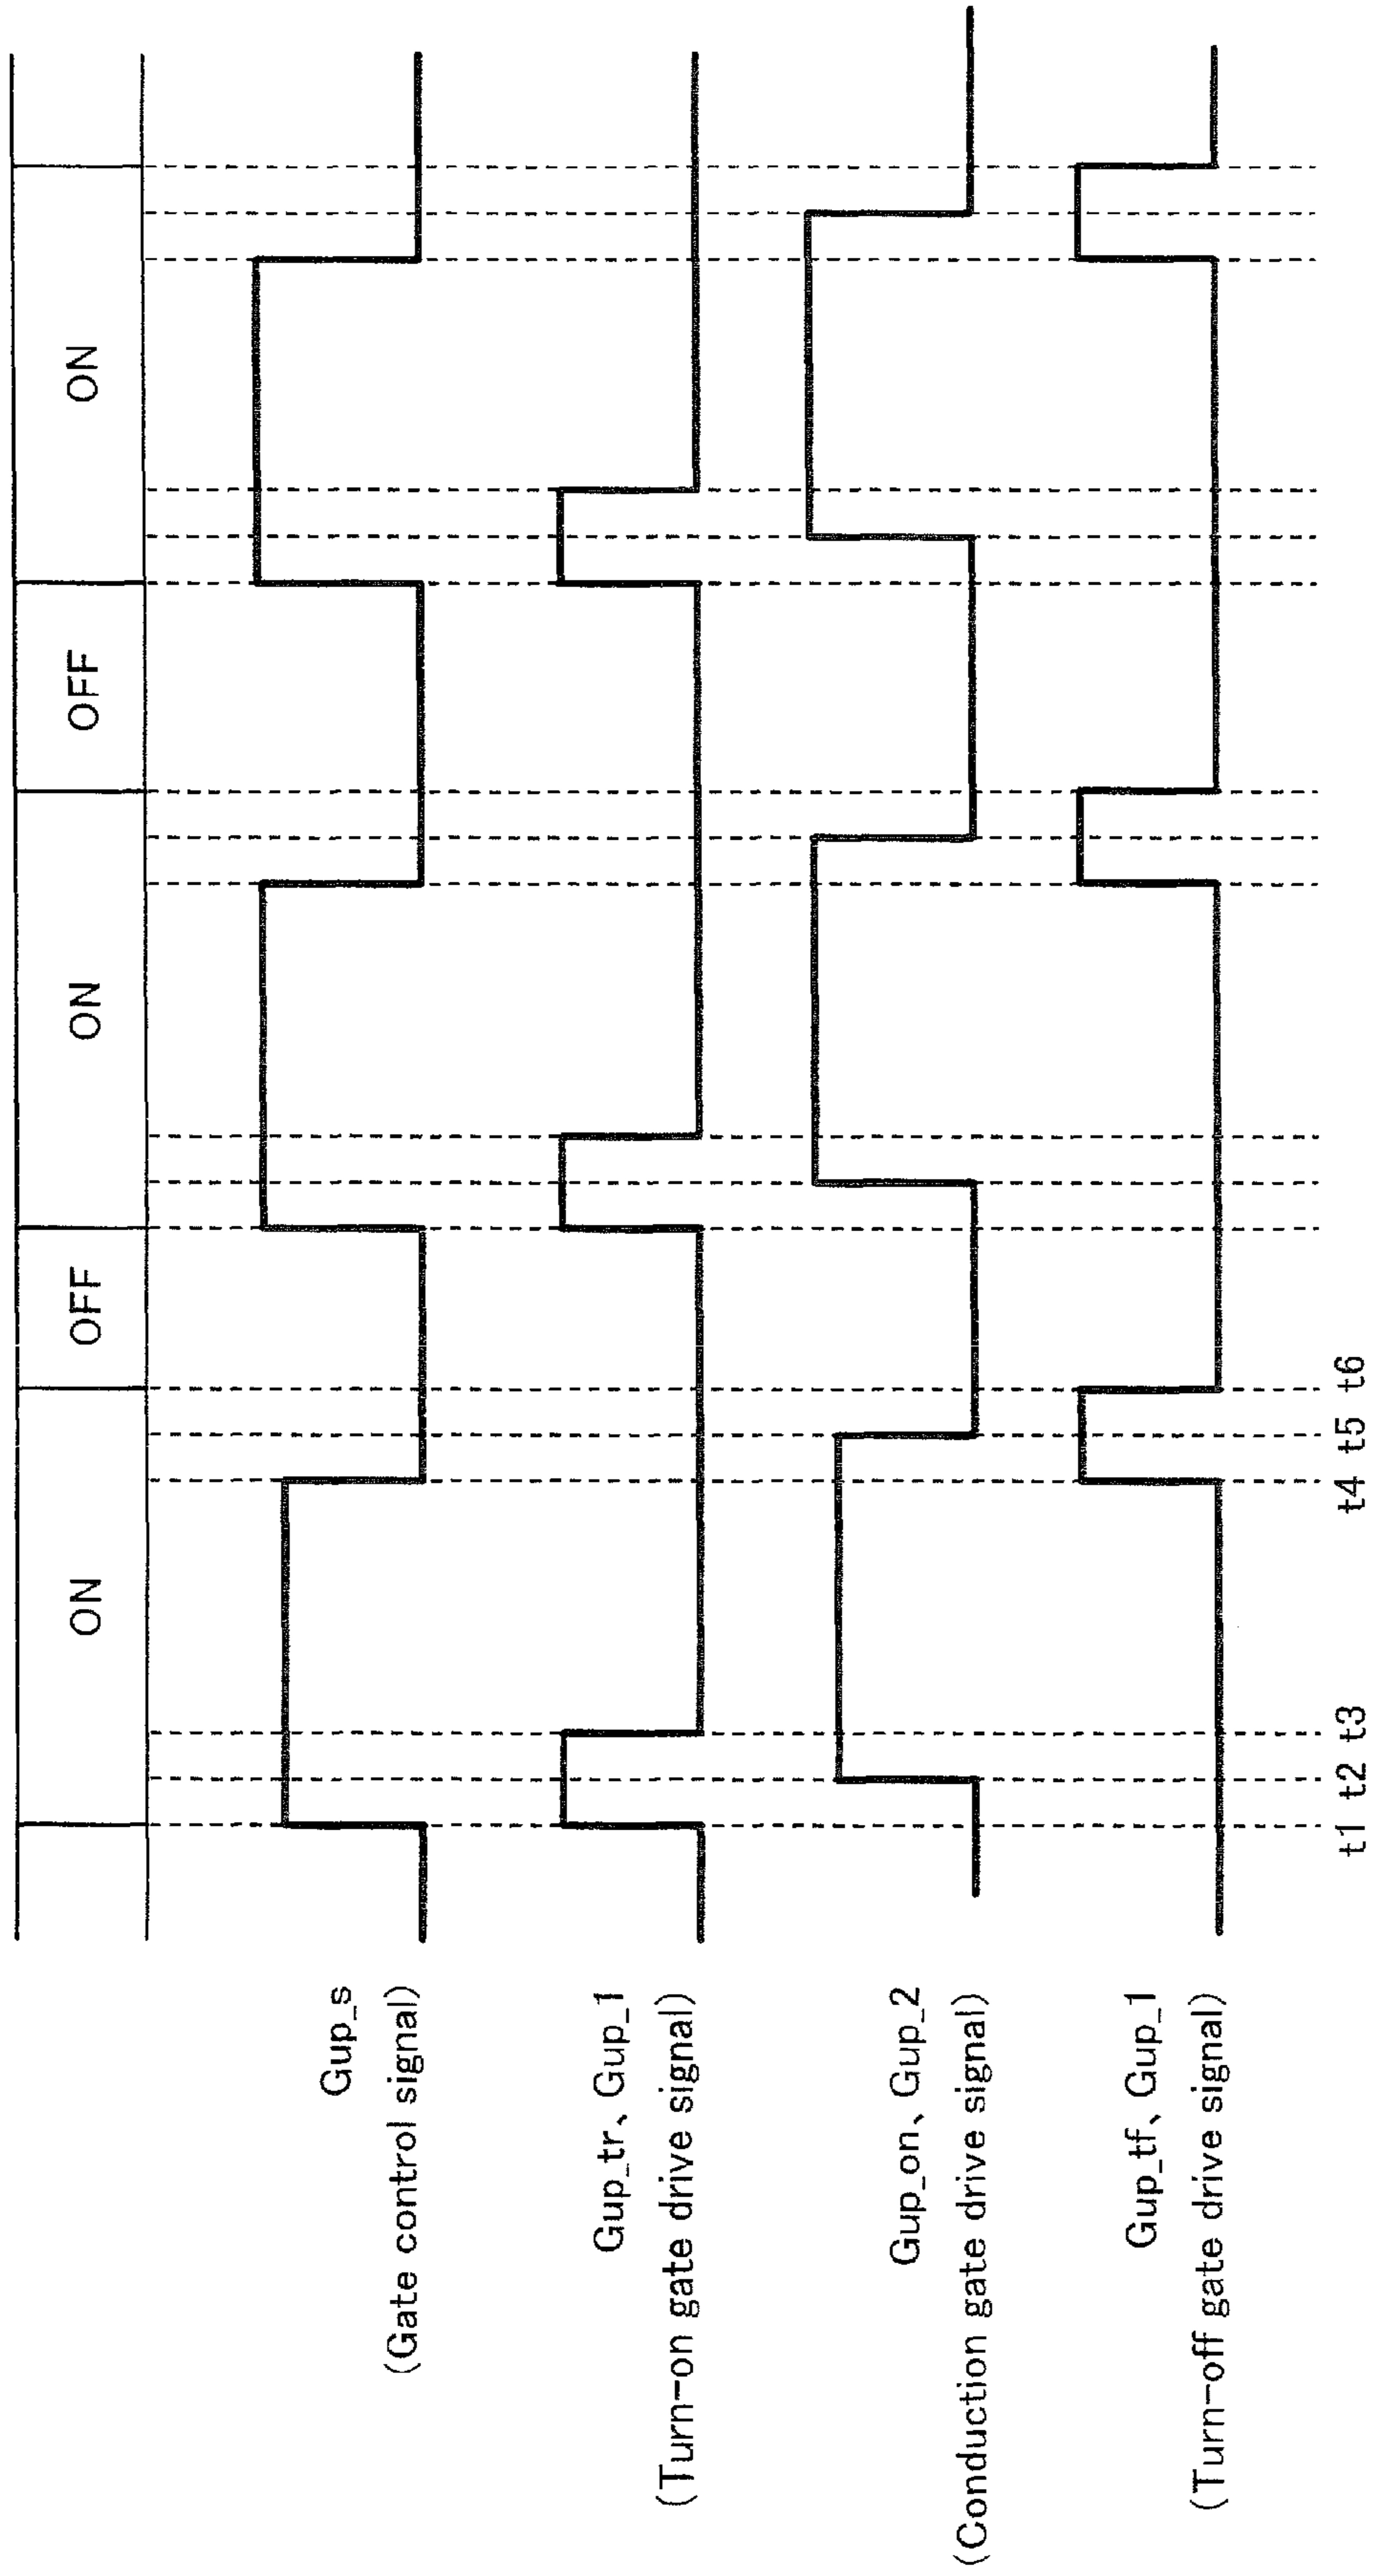 ON OFF ON OFF ON
Gup_s
(Gate control signal)
Gup_tr、Gup_1
(Turn-on gate drive signal)
Gup_on、Gup_2
(Conduction gate drive signal)
Gup_tf、Gup_1
(Turn-off gate drive signal)
t1 t2 t3 t4 t5 t6